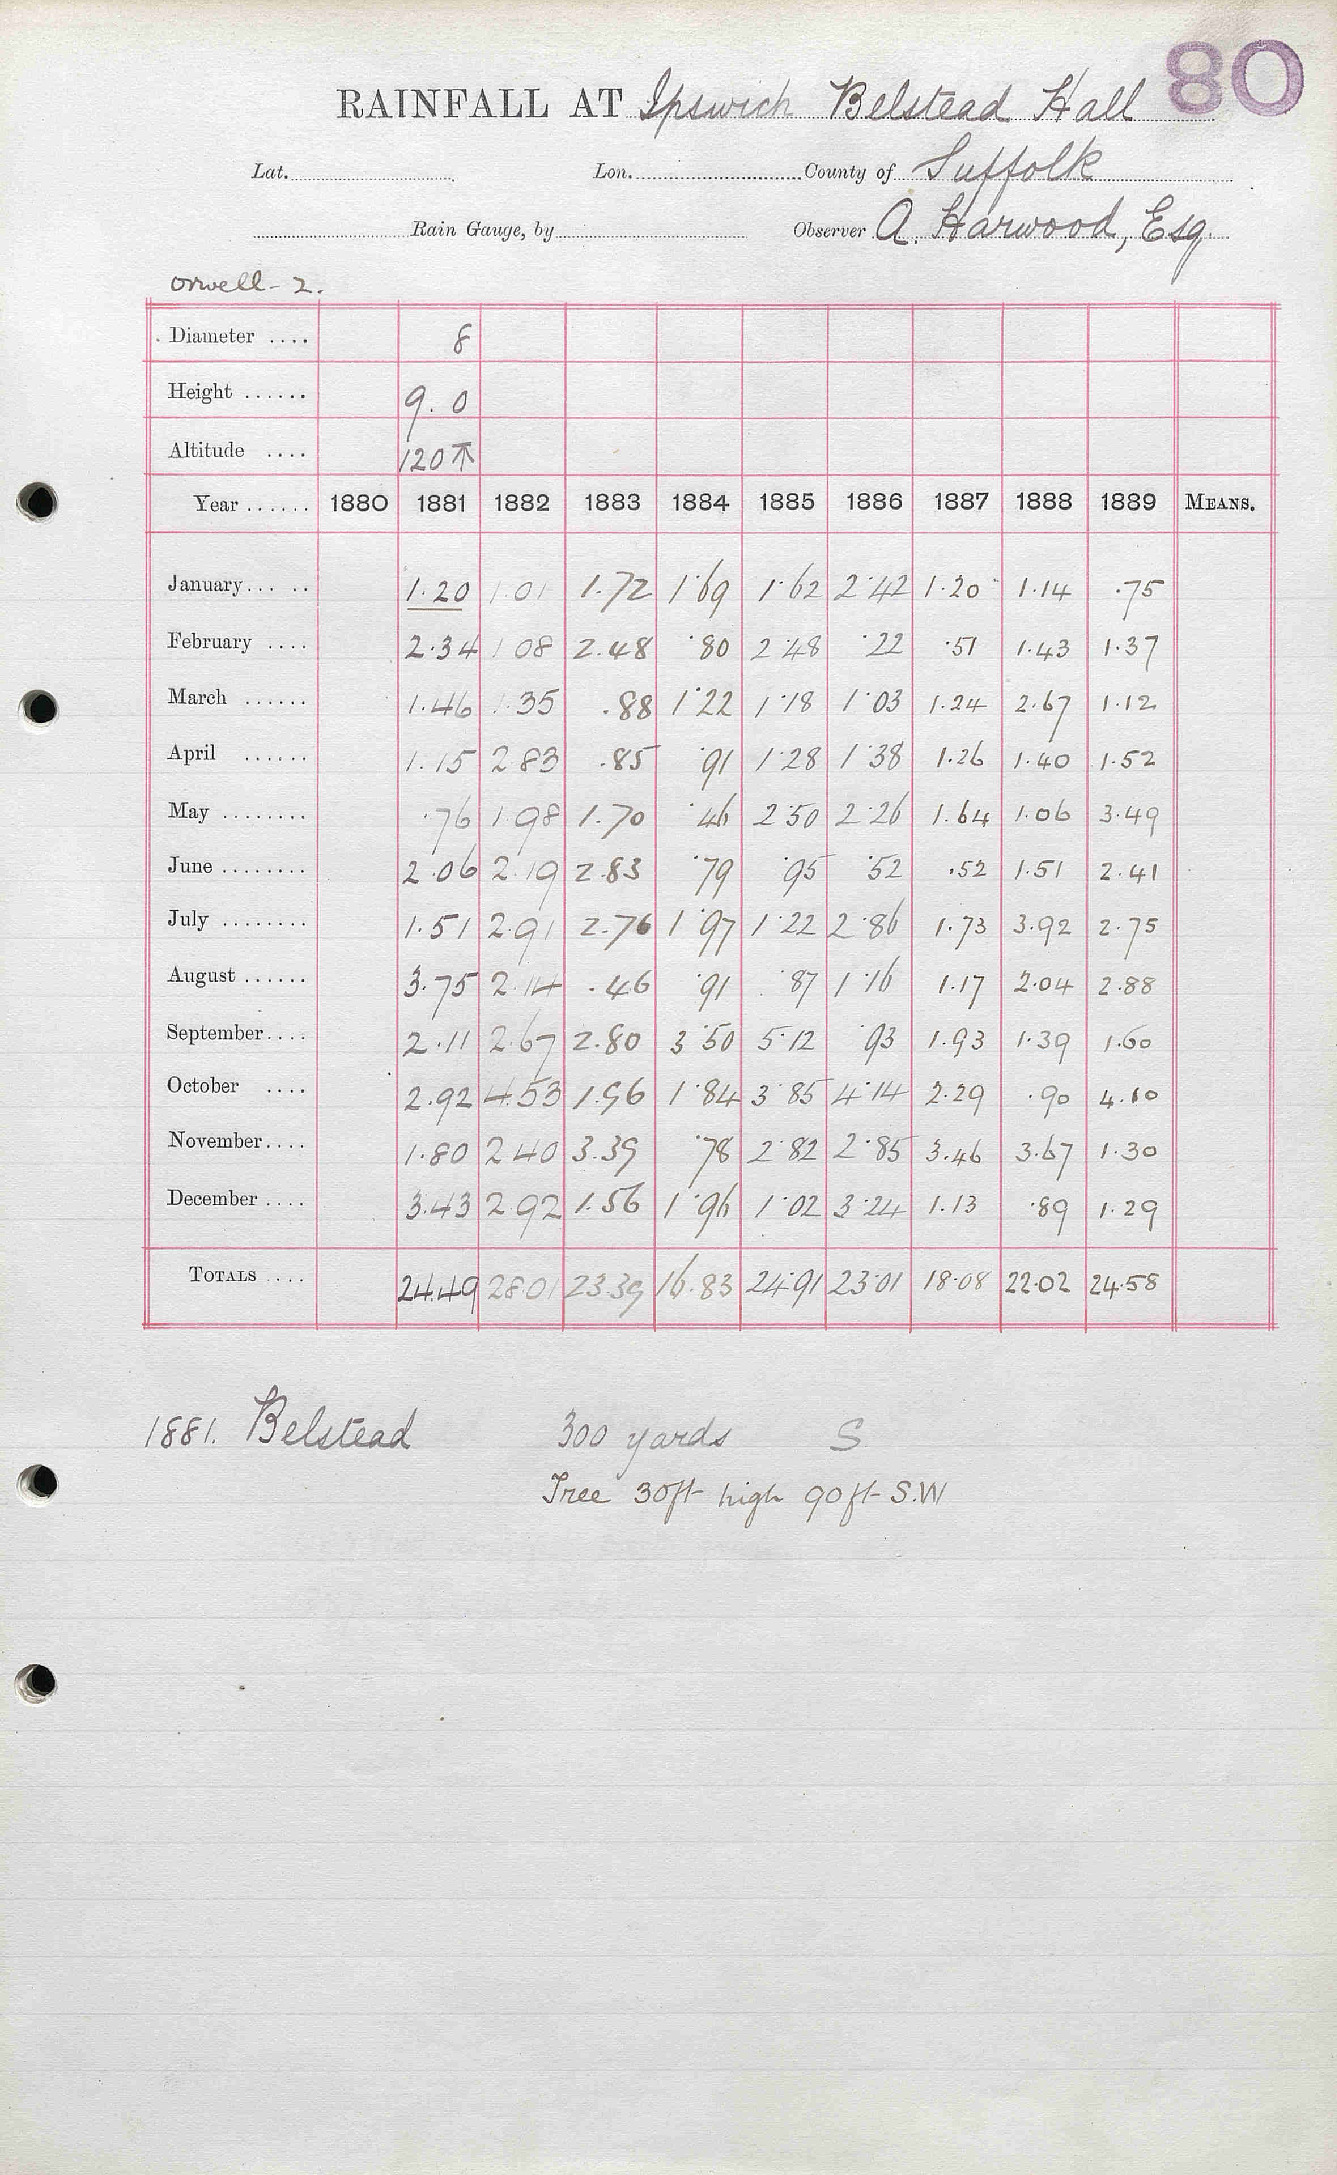 80
RAINFALL AT Ipswich Belstead Hall
Lat. Lon. County of Suffolk
Rain Gauge, by Observer A. Harwood, Esq.
Orwell - 2.
Diameter .... 8
Height ...... 9.0
Altitude .... 120 ⊼
Year ...... 1880 1881 1882 1883 1884 1885 1886 1887 1888 1889 MEANS.
January... .. 1.20 1.01 1.72 1.69 1.62 2.42 1.20 1.14 .75
February .... 2.34 1.08 2.48 .80 2.48 .22 .51 1.43 1.37
March ...... 1.46 1.35 .88 1.22 1.18 1.03 1.24 2.67 1.12
April ...... 1.15 2.83 .85 .91 1.28 1.38 1.26 1.40 1.52
May ........ .76 1.98 1.70 .46 2.50 2.26 1.64 1.06 3.49
June ........ 2.06 2.19 2.83 .79 .95 .52 .52 1.51 2.41
July ........ 1.51 2.91 2.76 1.97 1.22 2.86 1.73 3.92 2.75
August ...... 3.75 2.14 .46 .91 .87 1.16 1.17 2.04 2.88
September.... 2.11 2.67 2.80 3.50 5.12 .93 1.93 1.39 1.60
October .... 2.92 4.53 1.96 1.84 3.85 4.14 2.29 .90 4.10
November.... 1.80 2.40 3.39 .78 2.82 2.85 3.46 3.67 1.30
December .... 3.43 2.92 1.56 1.96 1.02 3.24 1.13 .89 1.29
TOTALS .... 24.49 28.01 23.39 16.83 24.91 23.01 18.08 22.02 24.58
1881. Belstead 300 yards S
Tree 30ft high 90ft S.W